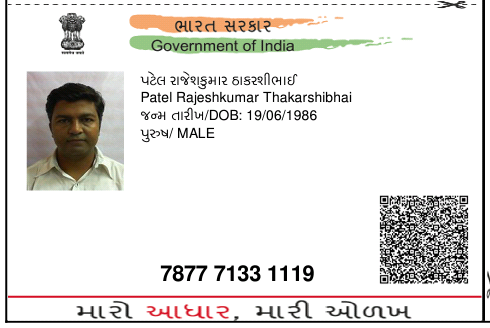 ભારત સરકાર
Government of India
પટેલ રાજેશકુમાર ઠાકરશીભાઈ
Patel Rajeshkumar Thakarshibhai
જન્મ તારીખ/DOB: 19/06/1986
પુરુષ/ MALE
7877 7133 1119
મારો આધાર, મારી ઓળખ